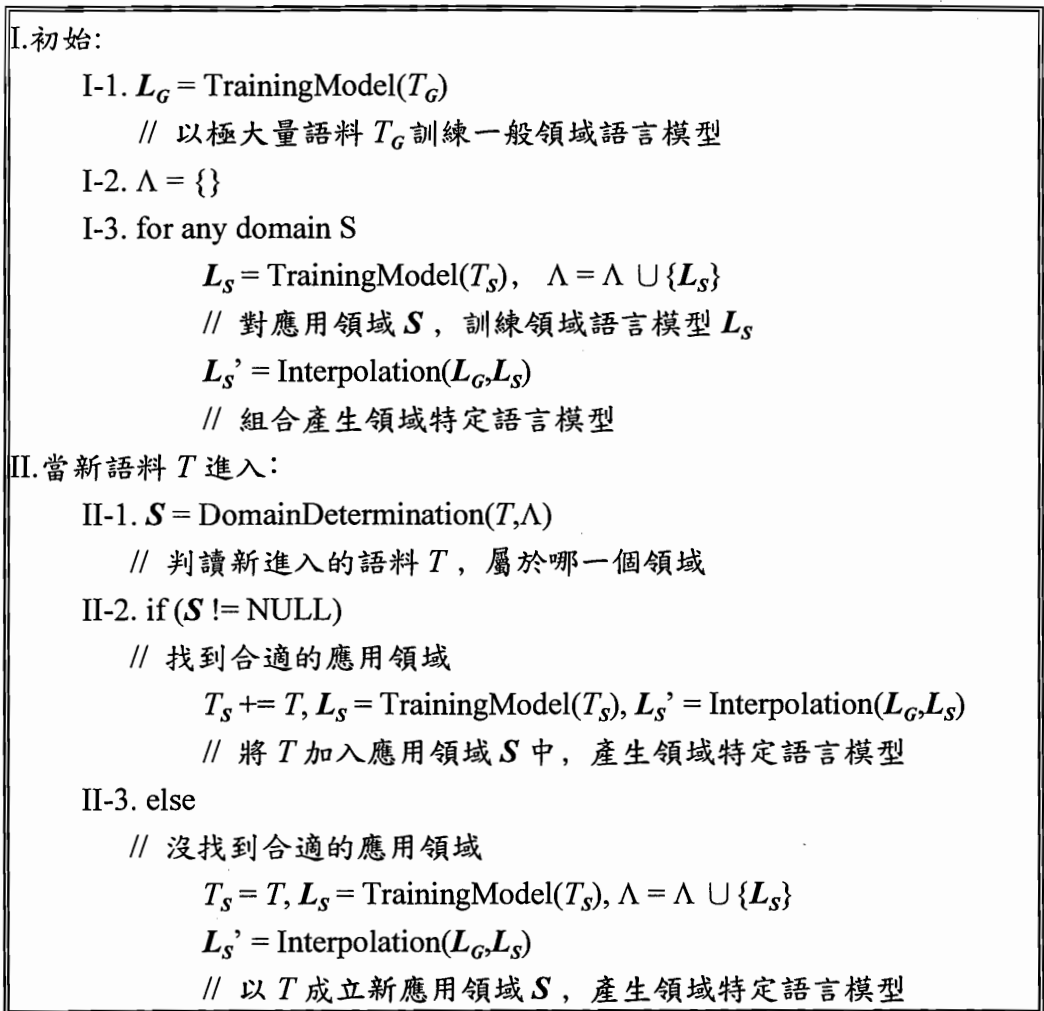 I.初始:
I-1. L_G = TrainingModel(T_G)
// 以極大量語料 T_G 訓練一般領域語言模型
I-2. Λ = {}
I-3. for any domain S
L_S = TrainingModel(T_S), Λ = Λ ∪ {L_S}
// 對應用領域 S，訓練領域語言模型 L_S
L_S’ = Interpolation(L_G,L_S)
// 組合產生領域特定語言模型
II.當新語料 T 進入：
II-1. S = DomainDetermination(T,Λ)
// 判讀新進入的語料 T，屬於哪一個領域
II-2. if (S != NULL)
// 找到合適的應用領域
T_S += T, L_S = TrainingModel(T_S), L_S’ = Interpolation(L_G,L_S)
// 將 T 加入應用領域 S 中，產生領域特定語言模型
II-3. else
// 沒找到合適的應用領域
T_S = T, L_S = TrainingModel(T_S), Λ = Λ ∪ {L_S}
L_S’ = Interpolation(L_G,L_S)
// 以 T 成立新應用領域 S，產生領域特定語言模型